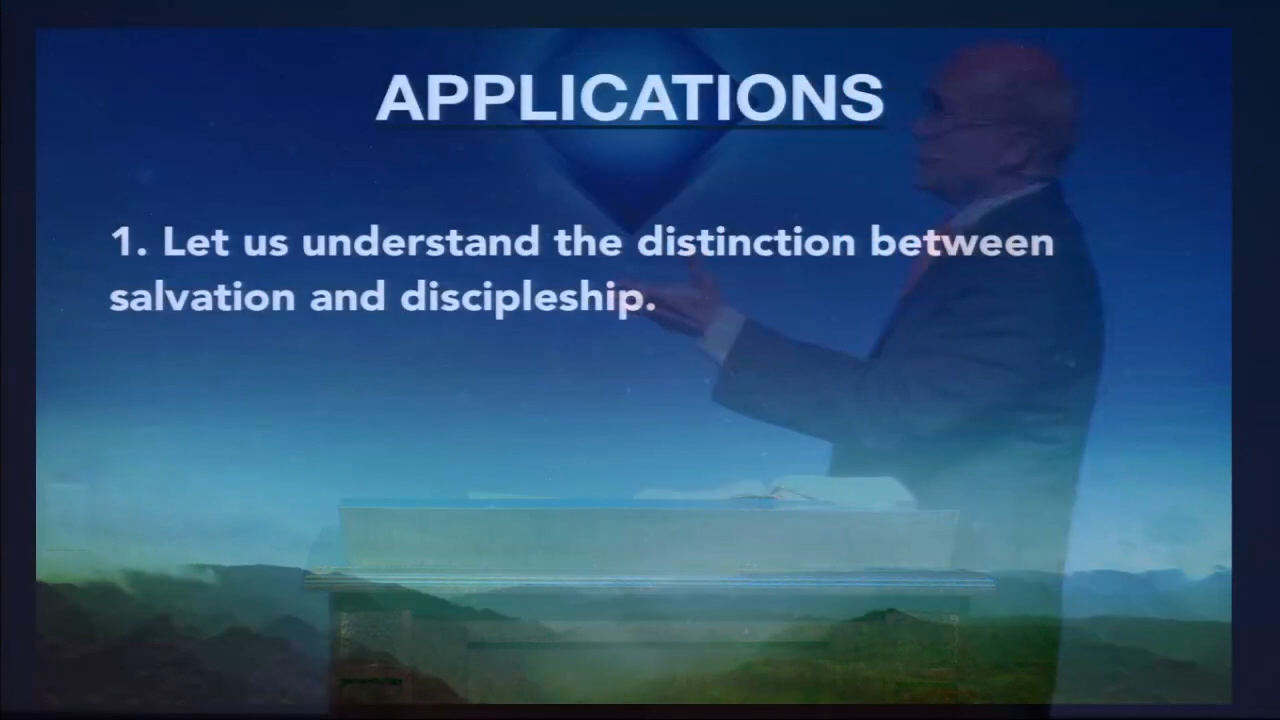 APPLICATIONS
1. Let us understand the distinction between
salvation and discipleship.